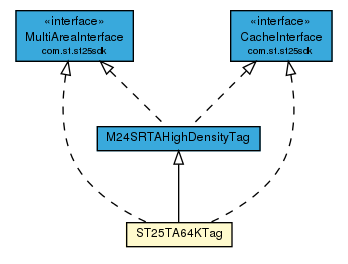 «interface»
MultiAreaInterface
com.st.st25sdk
«interface»
CacheInterface
com.st.st25sdk
M24SRTAHighDensityTag
ST25TA64KTag